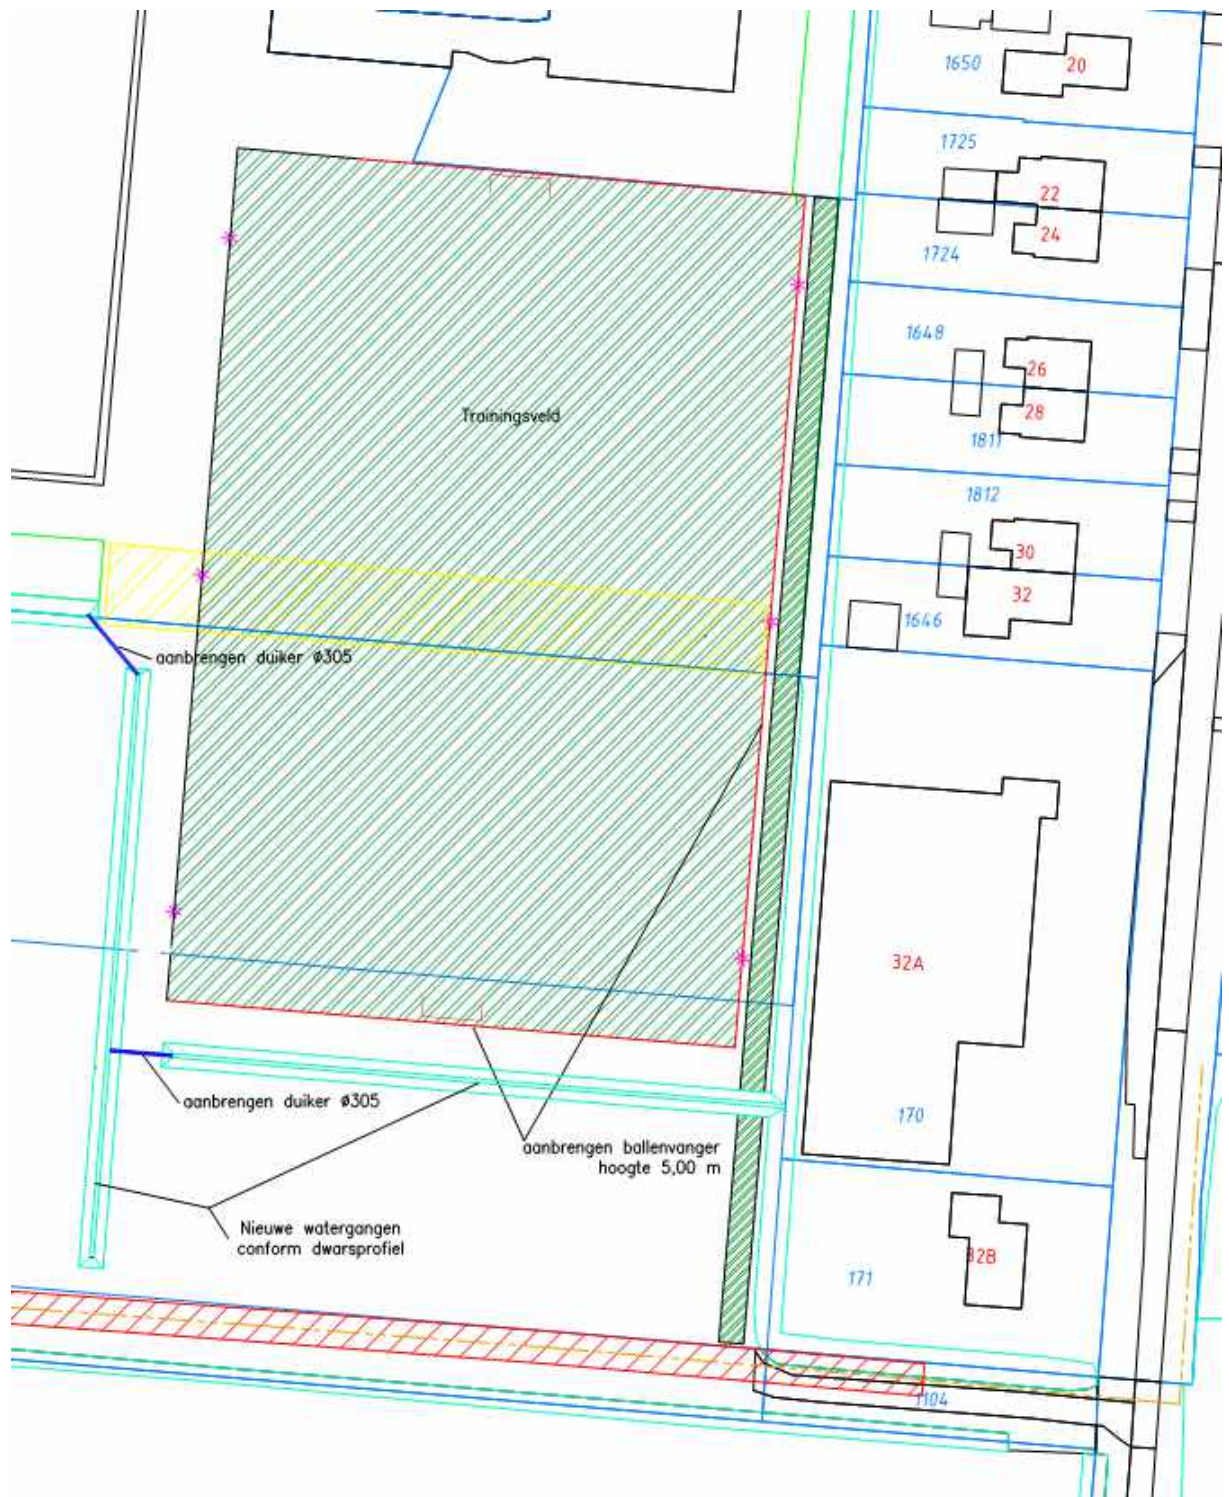 1650
20
1725
22
24
1724
1648
26
28
1811
Trainingsveld
1812
30
32
1646
aanbrengen duiker ø305
32A
170
aanbrengen duiker ø305
aanbrengen ballenvanger
hoogte 5,00 m
Nieuwe watergangen
conform dwarsprofiel
32B
171
1104